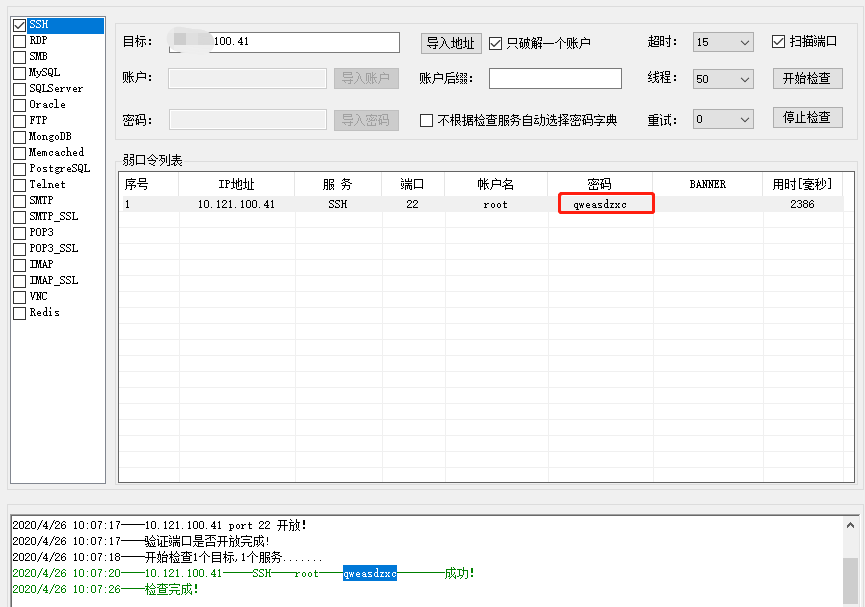 SSH
RDP
SMB
MySQL
SQLServer
Oracle
FTP
MongoDB
Memcached
PostgreSQL
Telnet
SMTP
SMTP_SSL
POP3
POP3_SSL
IMAP
IMAP_SSL
VNC
Redis
目标: 100.41 导入地址 只破解一个账户 超时: 15 扫描端口
账户: 导入账户 账户后缀: 线程: 50 开始检查
密码: 导入密码 不根据检查服务自动选择密码字典 重试: 0 停止检查
弱口令列表
序号 IP地址 服 务 端口 帐户名 密码 BANNER 用时[毫秒]
1 10.121.100.41 SSH 22 root qweasdzxc 2386
2020/4/26 10:07:17——10.121.100.41 port 22 开放!
2020/4/26 10:07:17——验证端口是否开放完成!
2020/4/26 10:07:18——开始检查1个目标,1个服务.......
2020/4/26 10:07:20——10.121.100.41——SSH——root——qweasdzxc————成功!
2020/4/26 10:07:26——检查完成!